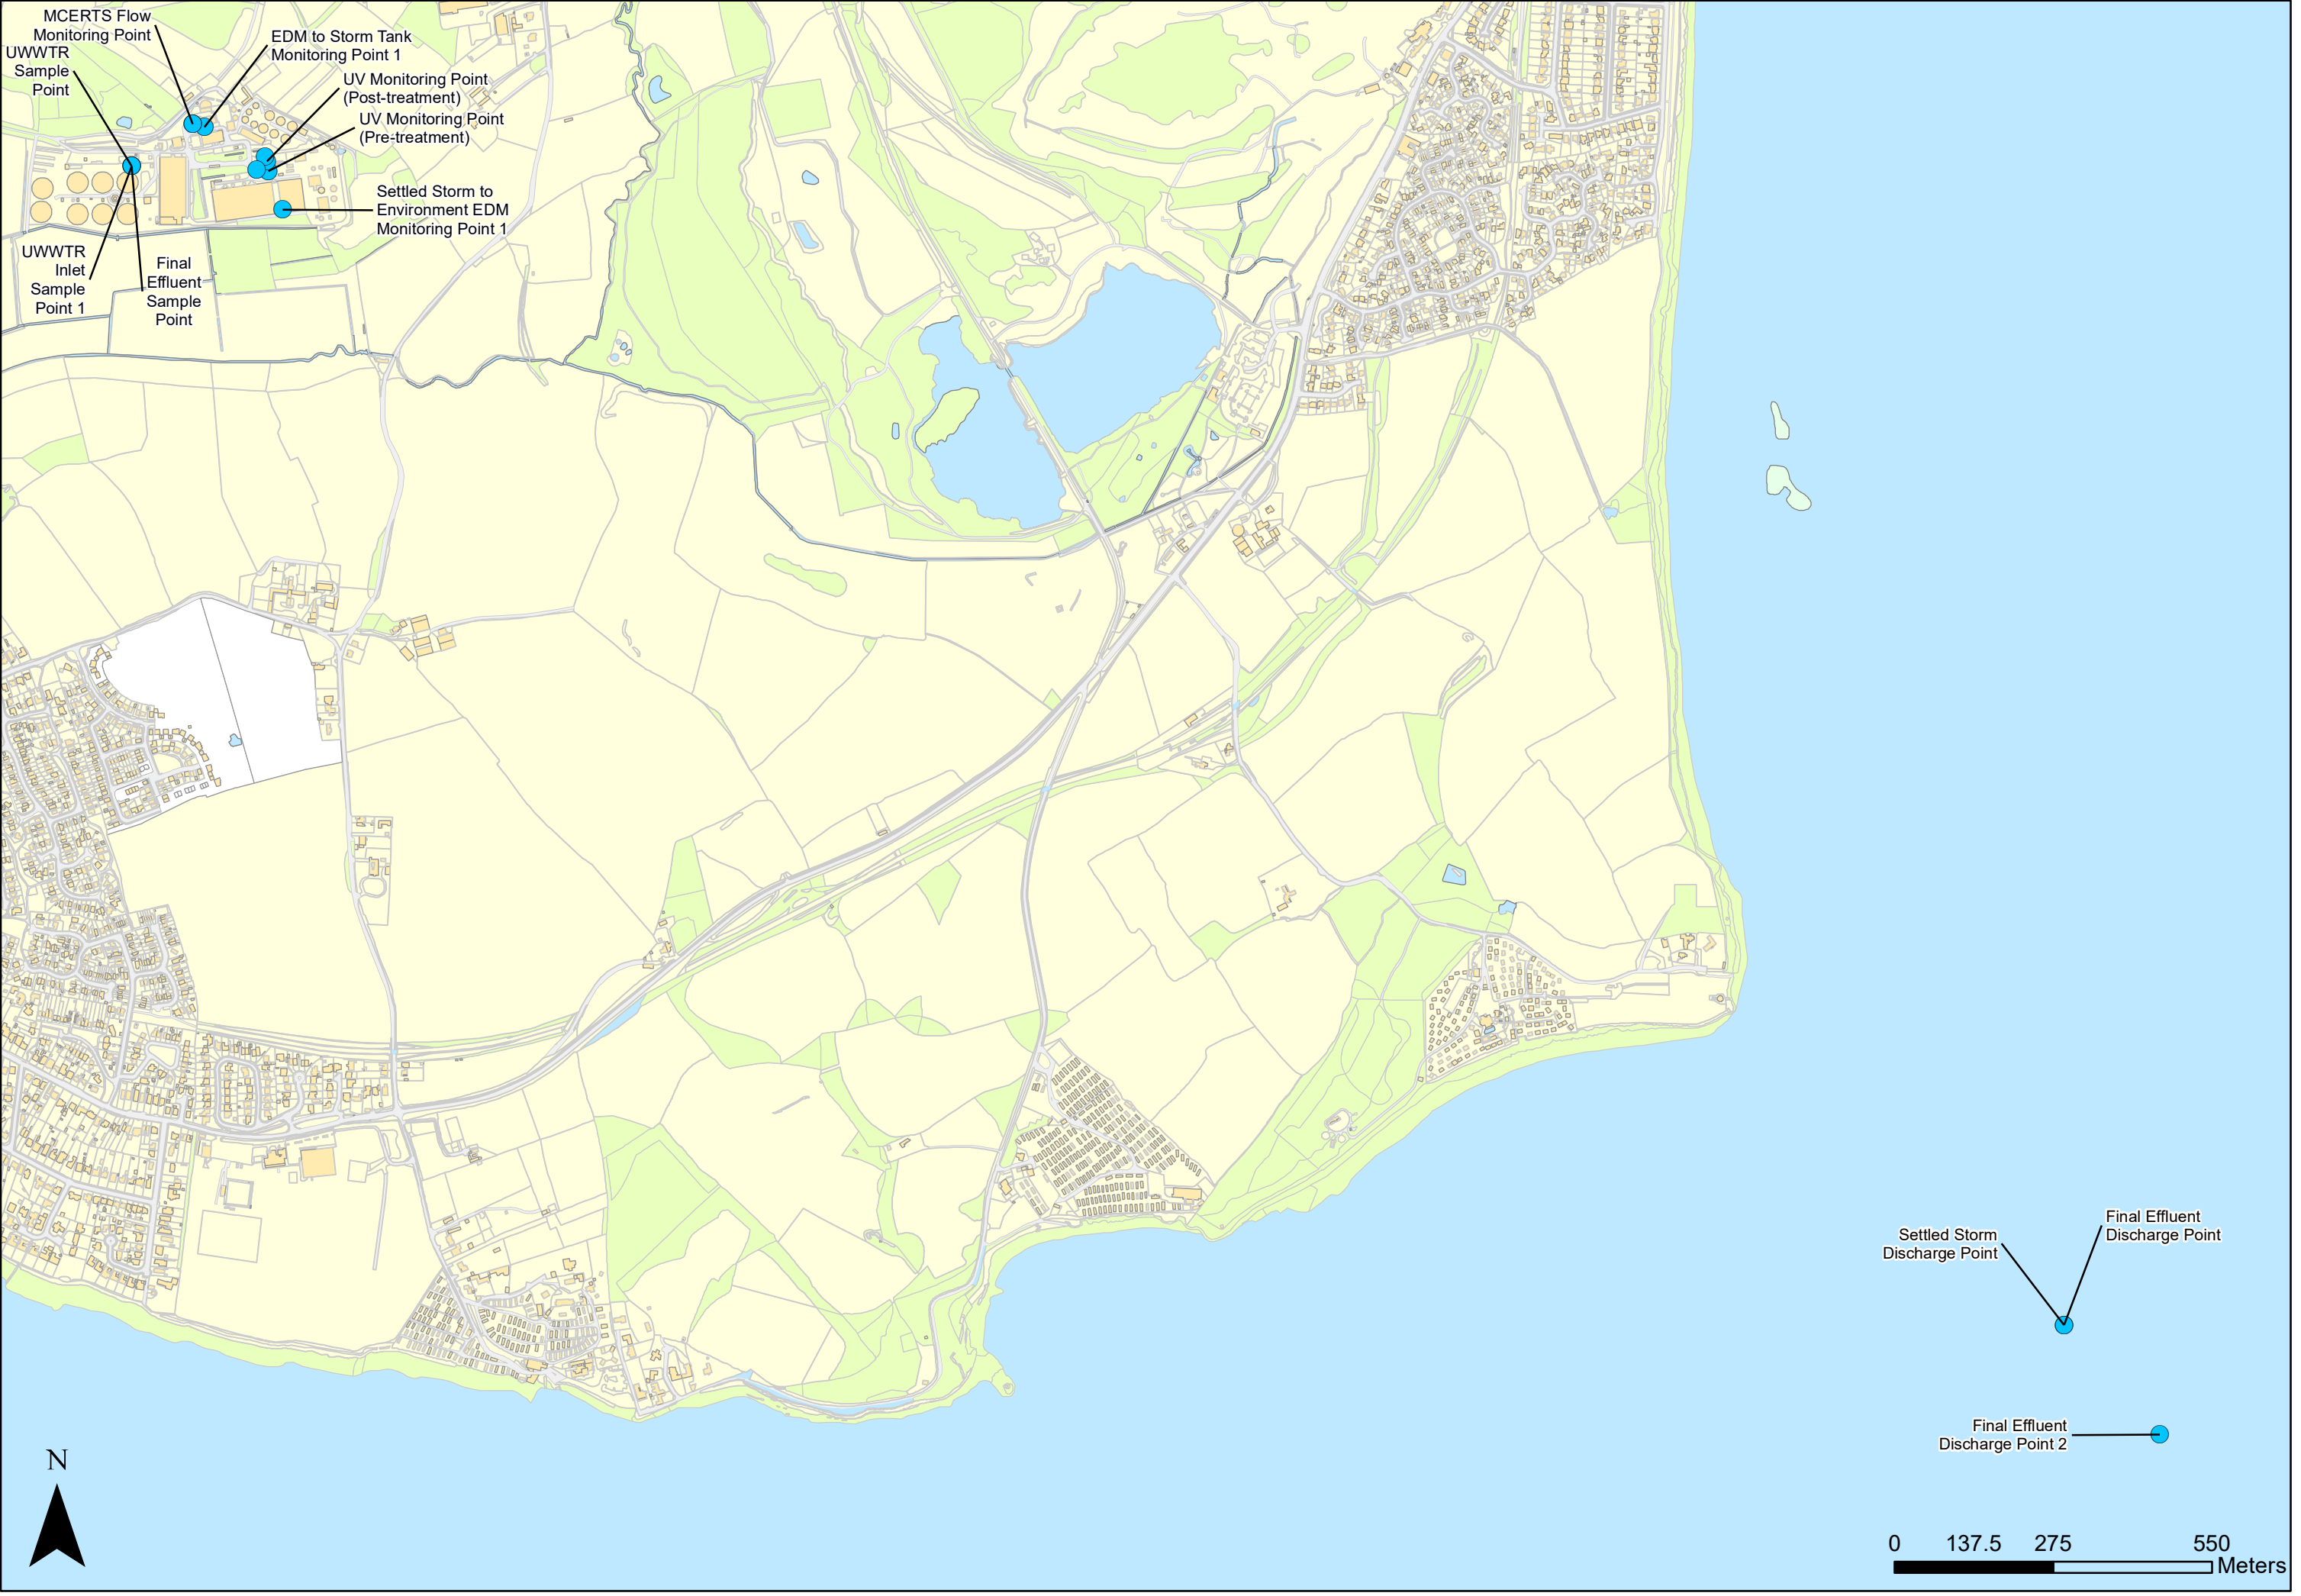 MCERTS Flow
Monitoring Point
UWWTR
Sample
Point
EDM to Storm Tank
Monitoring Point 1
UV Monitoring Point
(Post-treatment)
UV Monitoring Point
(Pre-treatment)
Settled Storm to
Environment EDM
Monitoring Point 1
UWWTR
Inlet
Sample
Point 1
Final
Effluent
Sample
Point
Settled Storm
Discharge Point
Final Effluent
Discharge Point
Final Effluent
Discharge Point 2
N
0 137.5 275 550
Meters